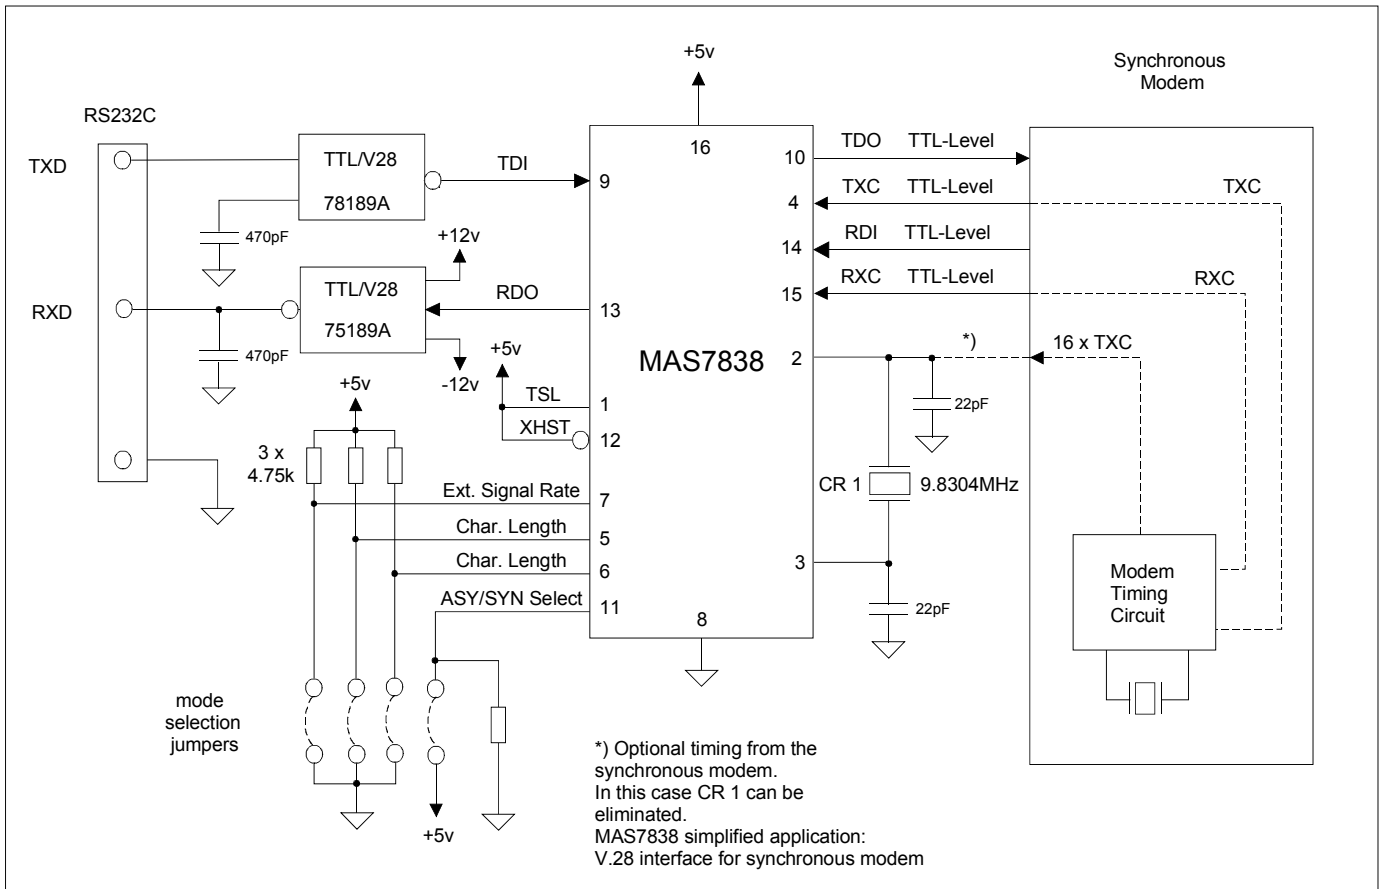 +5v
Synchronous
Modem
RS232C
TXD
TTL/V28
78189A
TDI
470pF
+12v
RXD
TTL/V28
75189A
RDO
470pF
-12v
+5v
TSL
XHST
+5v
3 x
4.75k
Ext. Signal Rate
Char. Length
Char. Length
ASY/SYN Select
mode
selection
jumpers
+5v
16
9
13
1
12
7
5
6
11
MAS7838
8
10
4
14
15
2
3
TDO TTL-Level
TXC TTL-Level
RDI TTL-Level
RXC TTL-Level
TXC
RXC
*)
16 x TXC
22pF
CR 1
9.8304MHz
22pF
Modem
Timing
Circuit
*) Optional timing from the
synchronous modem.
In this case CR 1 can be
eliminated.
MAS7838 simplified application:
V.28 interface for synchronous modem